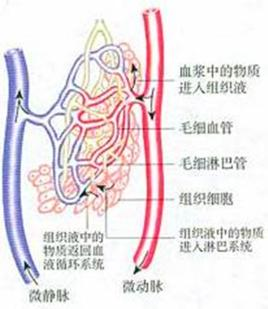 血浆中的物质
进入组织液
毛细血管
毛细淋巴管
组织细胞
组织液中的
物质返回血
液循环系统
组织液中的物质
进入淋巴系统
微静脉
微动脉